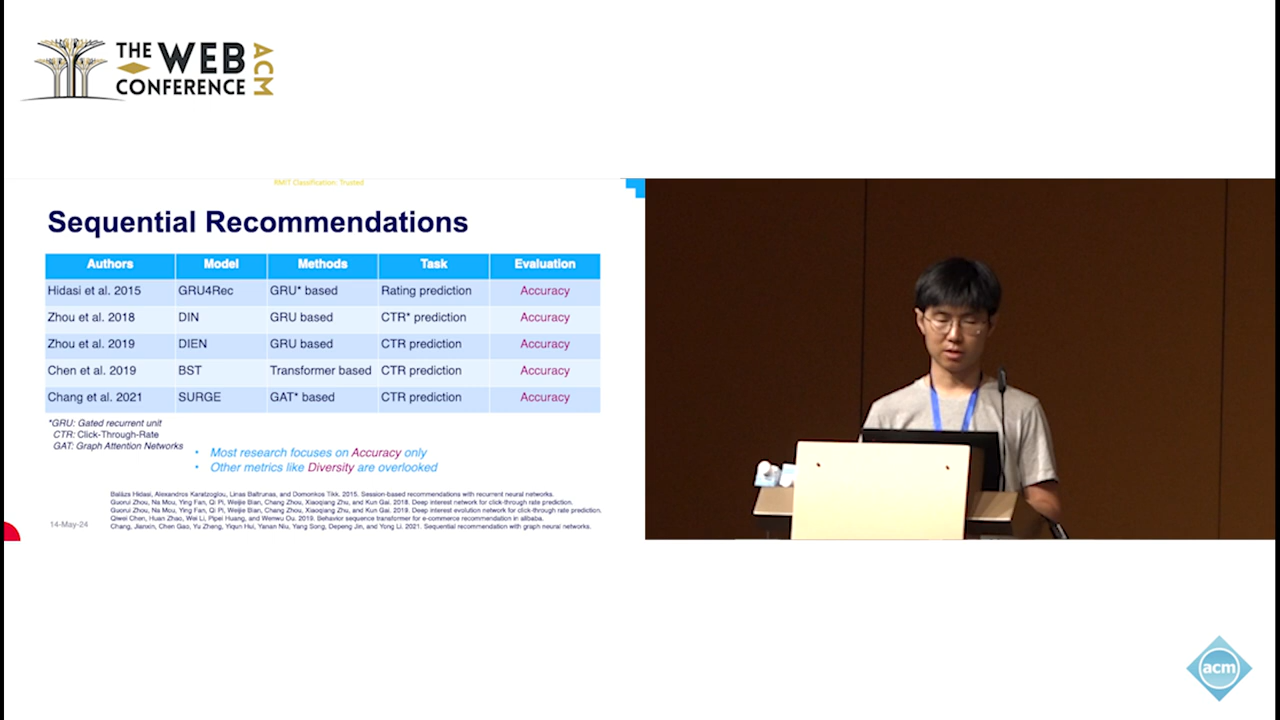 THE WEB
CONFERENCE
ACM
RMIT Classification: Trusted
Sequential Recommendations
Authors Model Methods Task Evaluation
Hidasi et al. 2015 GRU4Rec GRU* based Rating prediction Accuracy
Zhou et al. 2018 DIN GRU based CTR* prediction Accuracy
Zhou et al. 2019 DIEN GRU based CTR prediction Accuracy
Chen et al. 2019 BST Transformer based CTR prediction Accuracy
Chang et al. 2021 SURGE GAT* based CTR prediction Accuracy
*GRU: Gated recurrent unit
CTR: Click-Through-Rate
GAT: Graph Attention Networks
• Most research focuses on Accuracy only
• Other metrics like Diversity are overlooked
Balázs Hidasi, Alexandros Karatzoglou, Linas Baltrunas, and Domonkos Tikk. 2015. Session-based recommendations with recurrent neural networks.
Guorui Zhou, Na Mou, Ying Fan, Qi Pi, Weijie Bian, Chang Zhou, Xiaoqiang Zhu, and Kun Gai. 2018. Deep interest network for click-through rate prediction.
Guorui Zhou, Na Mou, Ying Fan, Qi Pi, Weijie Bian, Chang Zhou, Xiaoqiang Zhu, and Kun Gai. 2019. Deep interest evolution network for click-through rate prediction.
Qiwei Chen, Huan Zhao, Wei Li, Pipei Huang, and Wenwu Ou. 2019. Behavior sequence transformer for e-commerce recommendation in alibaba.
Chang, Jianxin, Chen Gao, Yu Zheng, Yiqun Hui, Yanan Niu, Yang Song, Depeng Jin, and Yong Li. 2021. Sequential recommendation with graph neural networks.
14-May-24
acm